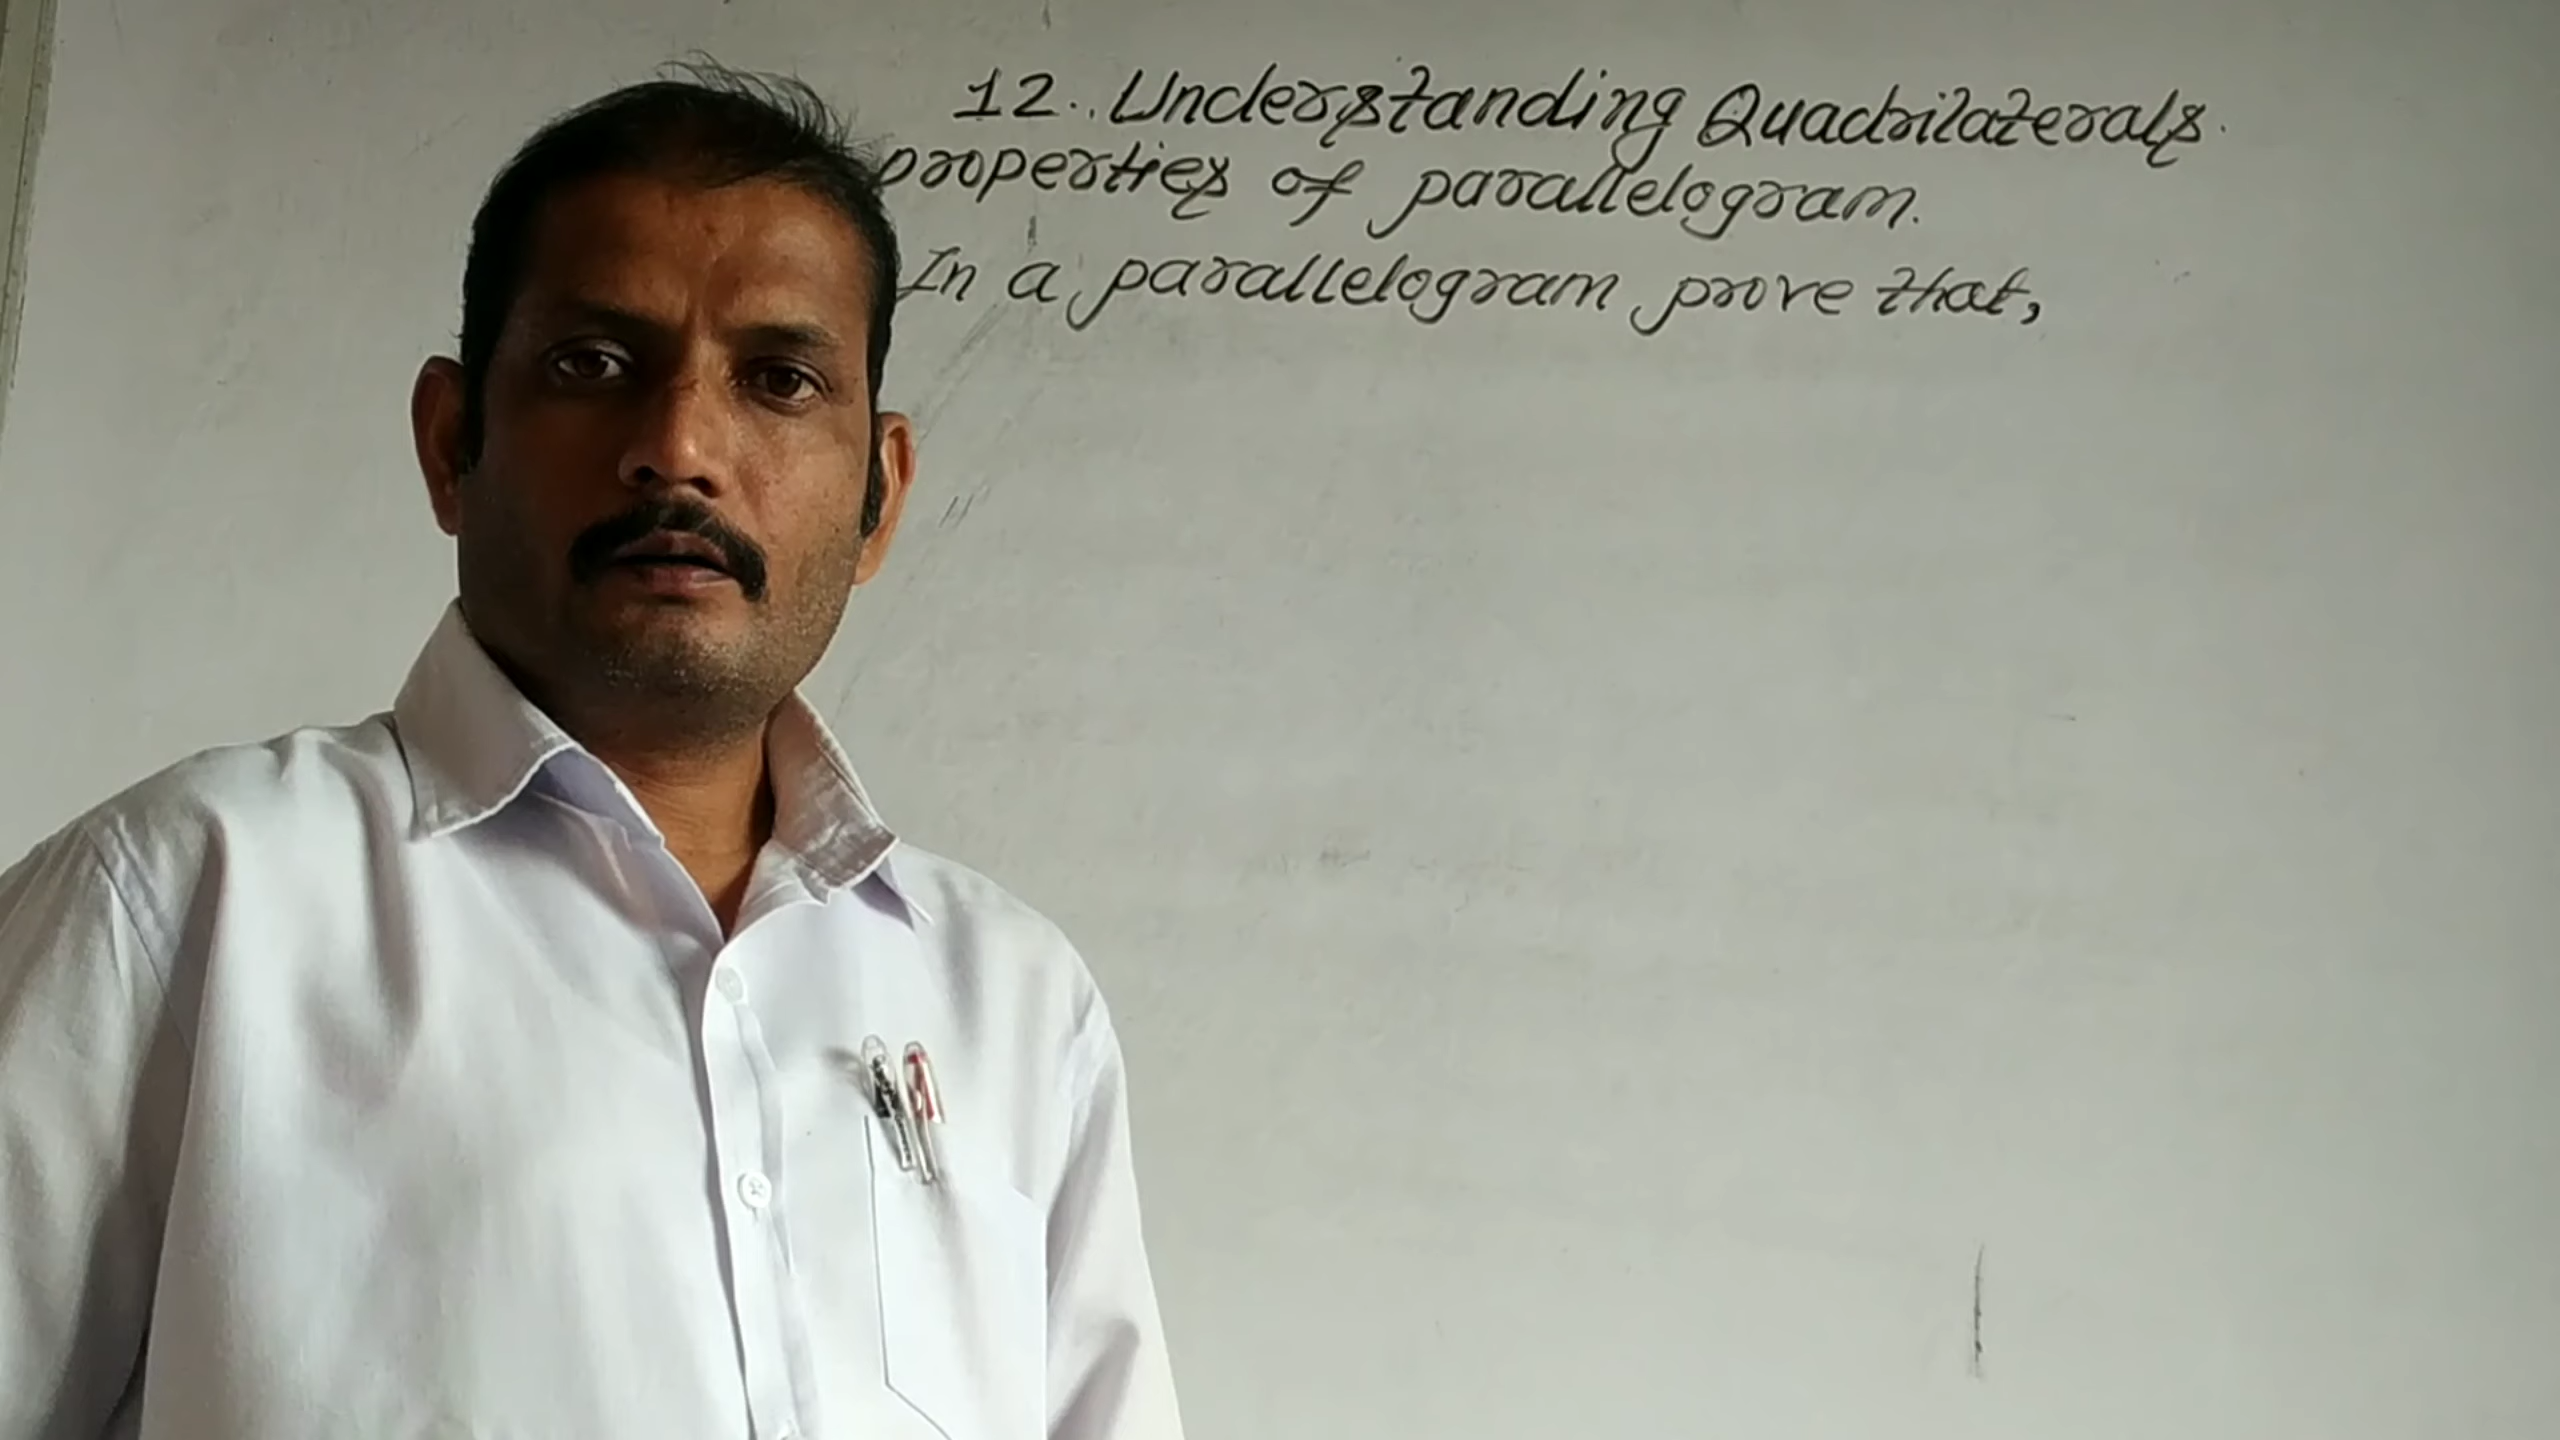 12. Understanding Quadrilaterals.
properties of parallelogram.
In a parallelogram prove that,